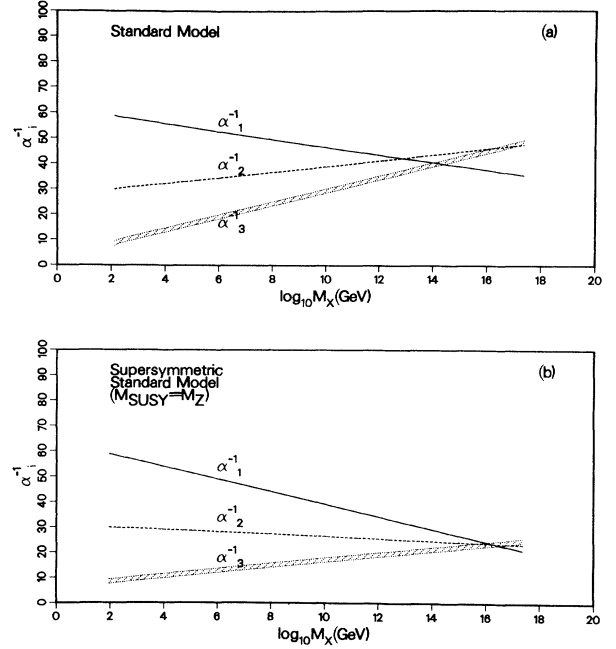 Standard Model
(a)
α⁻¹₁
α⁻¹₂
α⁻¹₃
α⁻¹ᵢ
100
90
80
70
60
50
40
30
20
10
0
0 2 4 6 8 10 12 14 16 18 20
log₁₀Mₓ(GeV)
Supersymmetric
Standard Model
(M_SUSY=M_Z)
(b)
α⁻¹₁
α⁻¹₂
α⁻¹₃
α⁻¹ᵢ
100
90
80
70
60
50
40
30
20
10
0
0 2 4 6 8 10 12 14 16 18 20
log₁₀Mₓ(GeV)